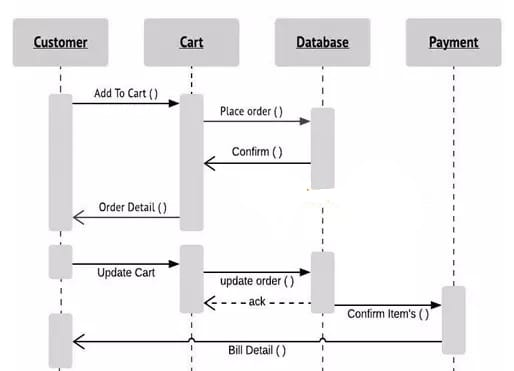 Customer
Cart
Database
Payment
Add To Cart ( )
Place order ( )
Confirm ( )
Order Detail ( )
Update Cart
update order ( )
ack
Confirm Item's ( )
Bill Detail ( )